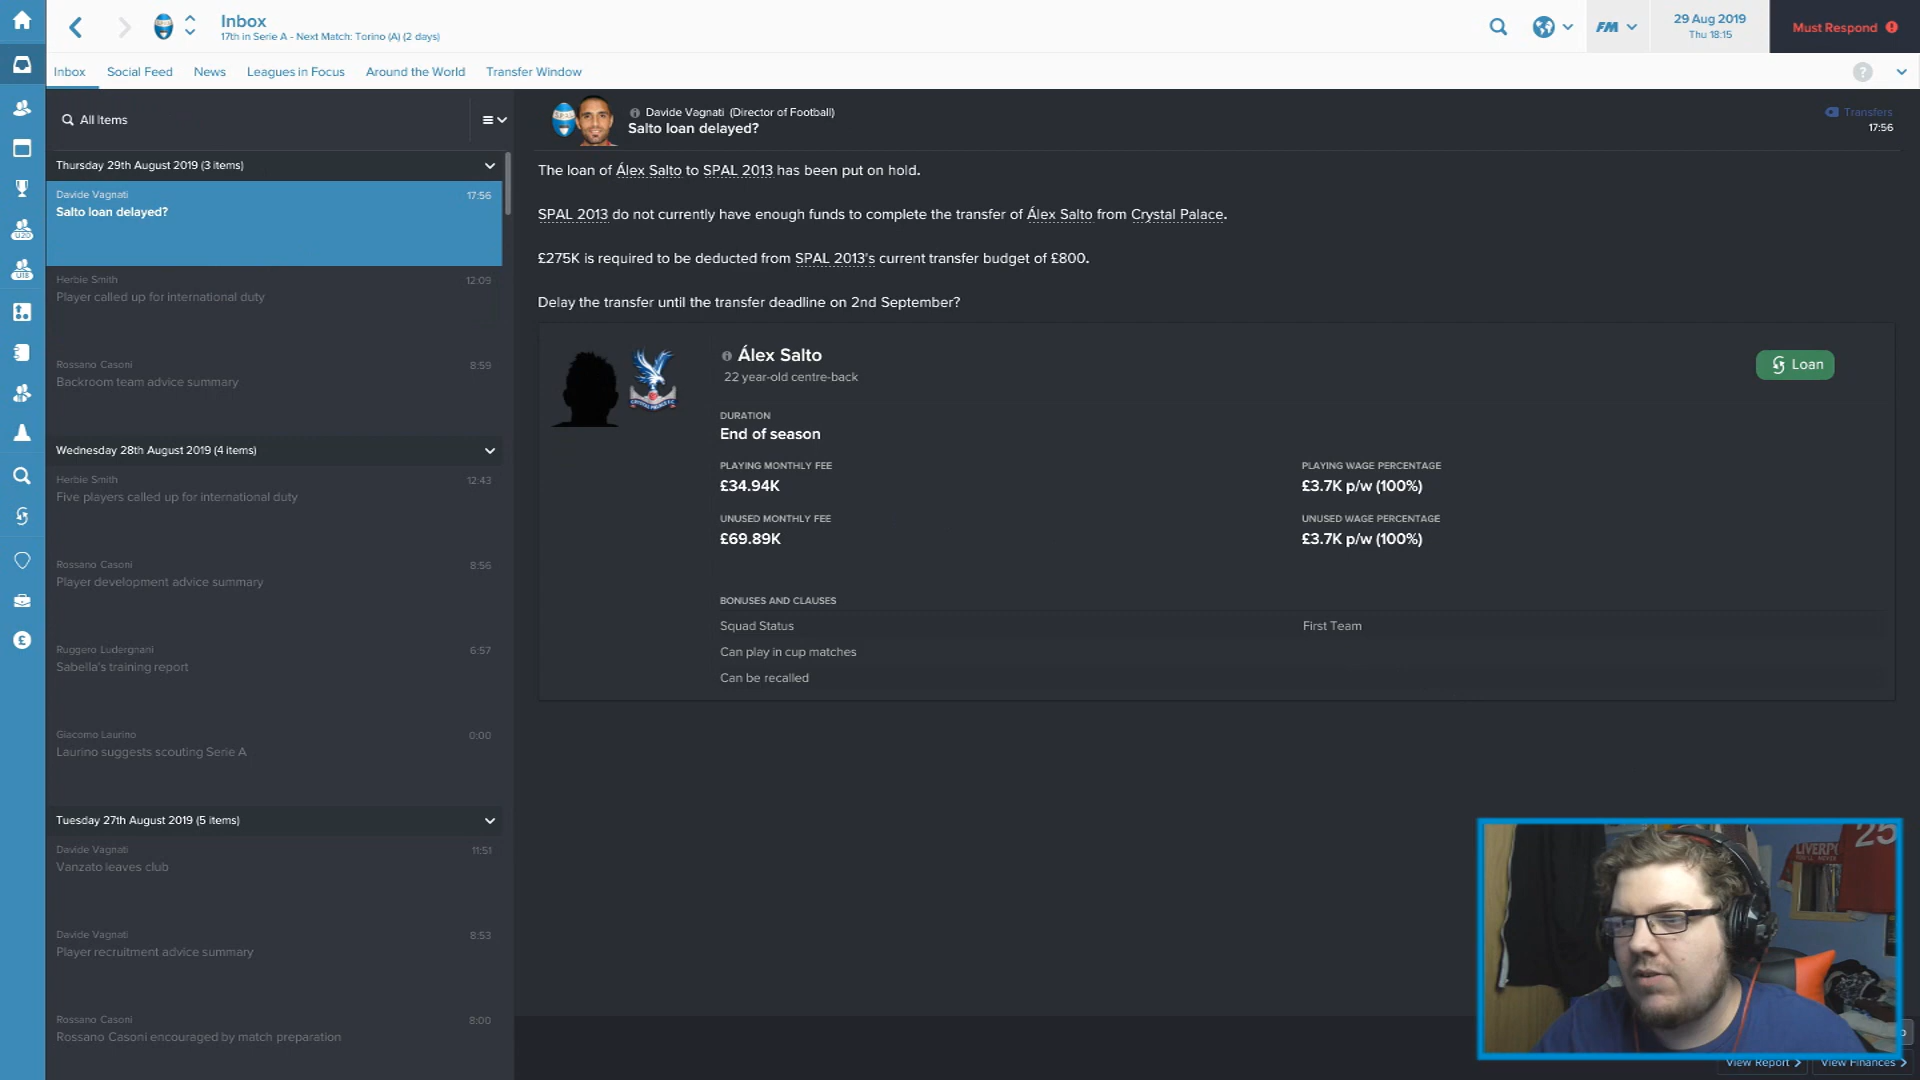 Inbox
17th in Serie A - Next Match: Torino (A) (2 days)
FM
29 Aug 2019
Thu 18:15
Must Respond
Inbox
Social Feed
News
Leagues in Focus
Around the World
Transfer Window
?
All Items
Thursday 29th August 2019 (3 items)
Davide Vagnati
17:56
Salto loan delayed?
Herbie Smith
12:09
Player called up for international duty
Rossano Casoni
8:59
Backroom team advice summary
Wednesday 28th August 2019 (4 items)
Herbie Smith
12:43
Five players called up for international duty
Rossano Casoni
8:56
Player development advice summary
Ruggero Ludergnani
6:57
Sabella's training report
Giacomo Laurino
0:00
Laurino suggests scouting Serie A
Tuesday 27th August 2019 (5 items)
Davide Vagnati
11:51
Vanzato leaves club
Davide Vagnati
8:53
Player recruitment advice summary
Rossano Casoni
8:00
Rossano Casoni encouraged by match preparation
U20
U18
Davide Vagnati (Director of Football)
Salto loan delayed?
Transfers
17:56
The loan of Álex Salto to SPAL 2013 has been put on hold.
SPAL 2013 do not currently have enough funds to complete the transfer of Álex Salto from Crystal Palace.
£275K is required to be deducted from SPAL 2013's current transfer budget of £800.
Delay the transfer until the transfer deadline on 2nd September?
Álex Salto
22 year-old centre-back
Loan
DURATION
End of season
PLAYING MONTHLY FEE
£34.94K
PLAYING WAGE PERCENTAGE
£3.7K p/w (100%)
UNUSED MONTHLY FEE
£69.89K
UNUSED WAGE PERCENTAGE
£3.7K p/w (100%)
BONUSES AND CLAUSES
Squad Status
First Team
Can play in cup matches
Can be recalled
25
View Report
View Finances